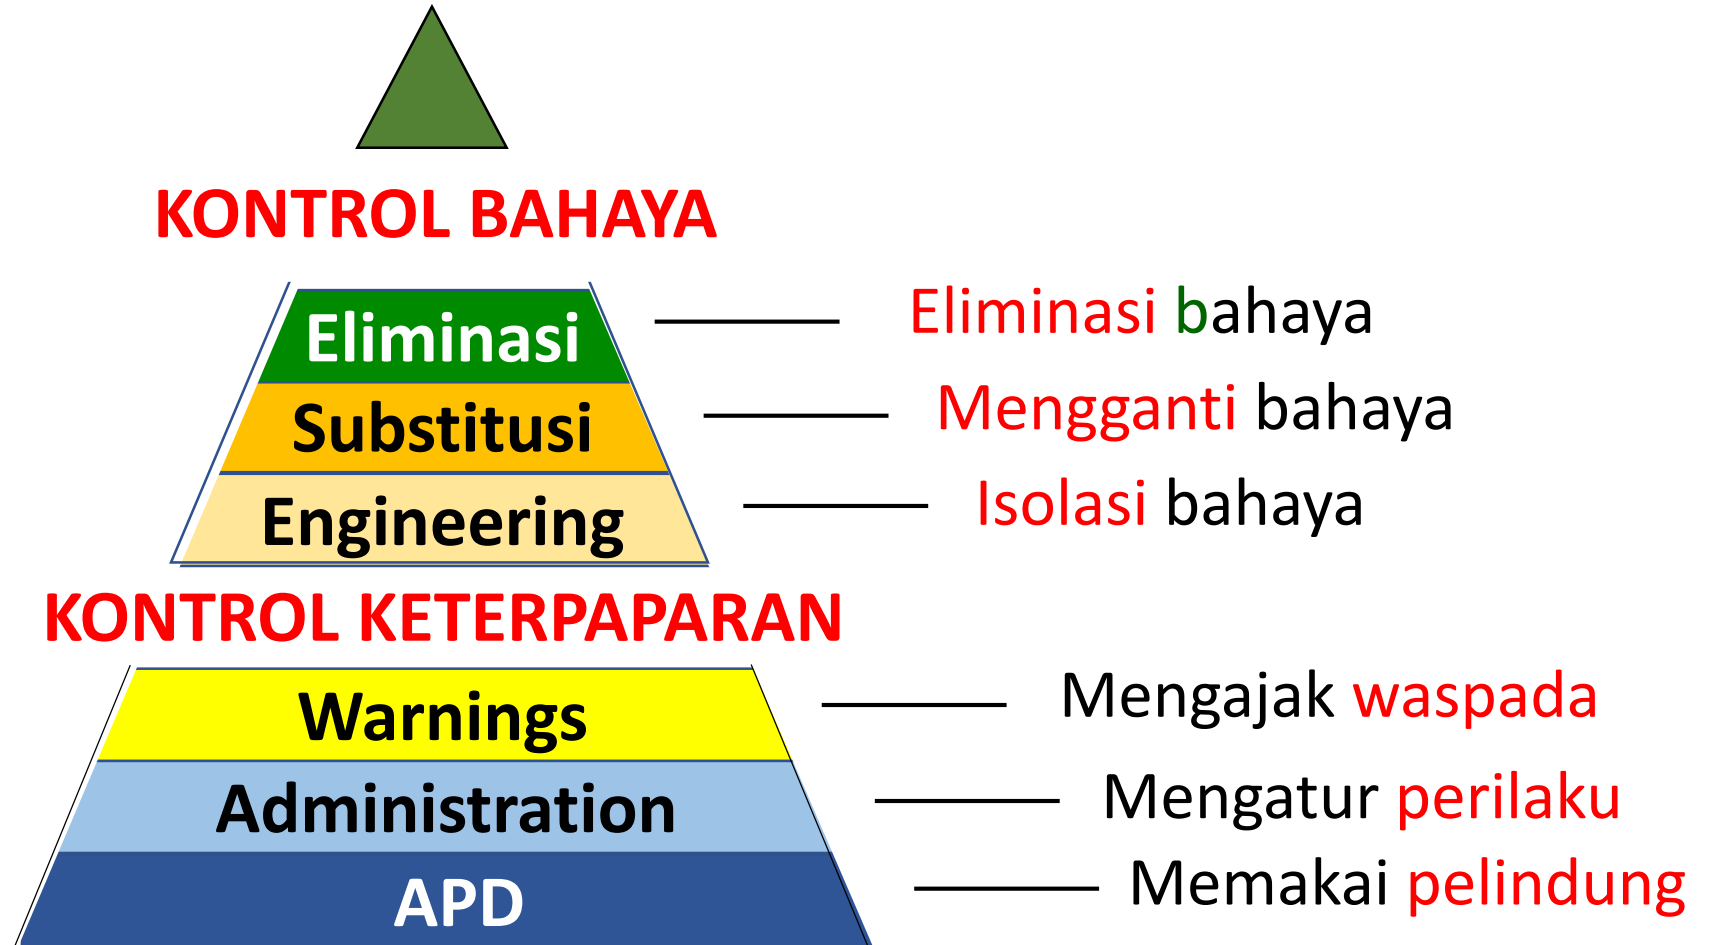 KONTROL BAHAYA
Eliminasi
Eliminasi bahaya
Substitusi
Mengganti bahaya
Engineering
Isolasi bahaya
KONTROL KETERPAPARAN
Warnings
Mengajak waspada
Administration
Mengatur perilaku
APD
Memakai pelindung